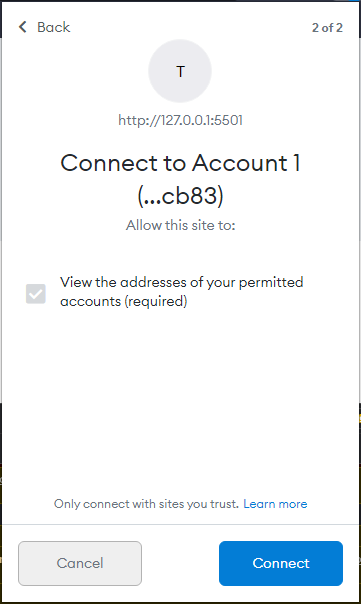 Back
2 of 2
T
http://127.0.0.1:5501
Connect to Account 1
(...cb83)
Allow this site to:
View the addresses of your permitted
accounts (required)
Only connect with sites you trust. Learn more
Cancel
Connect